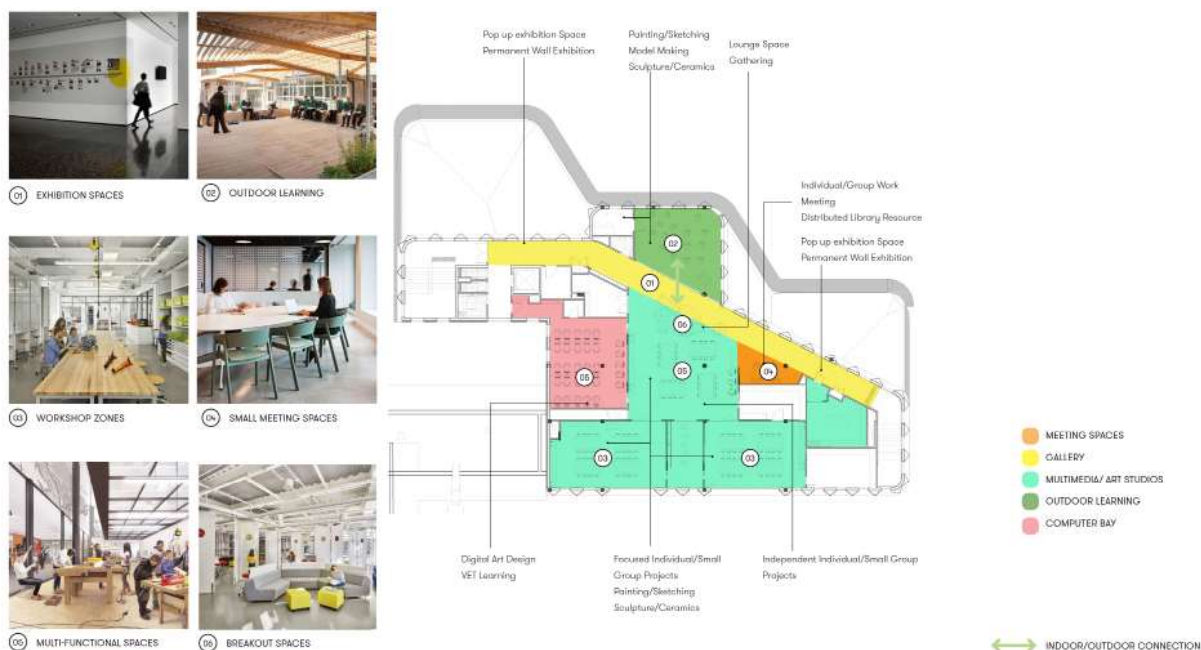 Pop up exhibition Space
Permanent Wall Exhibition
Painting/Sketching
Model Making
Sculpture/Ceramics
Lounge Space
Gathering
01 EXHIBITION SPACES
02 OUTDOOR LEARNING
Individual/Group Work
Meeting
Distributed Library Resource
Pop up exhibition Space
Permanent Wall Exhibition
02
01
06
05
05
04
03
03
03 WORKSHOP ZONES
04 SMALL MEETING SPACES
MEETING SPACES
GALLERY
MULTIMEDIA/ ART STUDIOS
OUTDOOR LEARNING
COMPUTER BAY
Digital Art Design
VET Learning
Focused Individual/Small
Group Projects
Painting/Sketching
Sculpture/Ceramics
Independent Individual/Small Group
Projects
05 MULTI-FUNCTIONAL SPACES
06 BREAKOUT SPACES
INDOOR/OUTDOOR CONNECTION